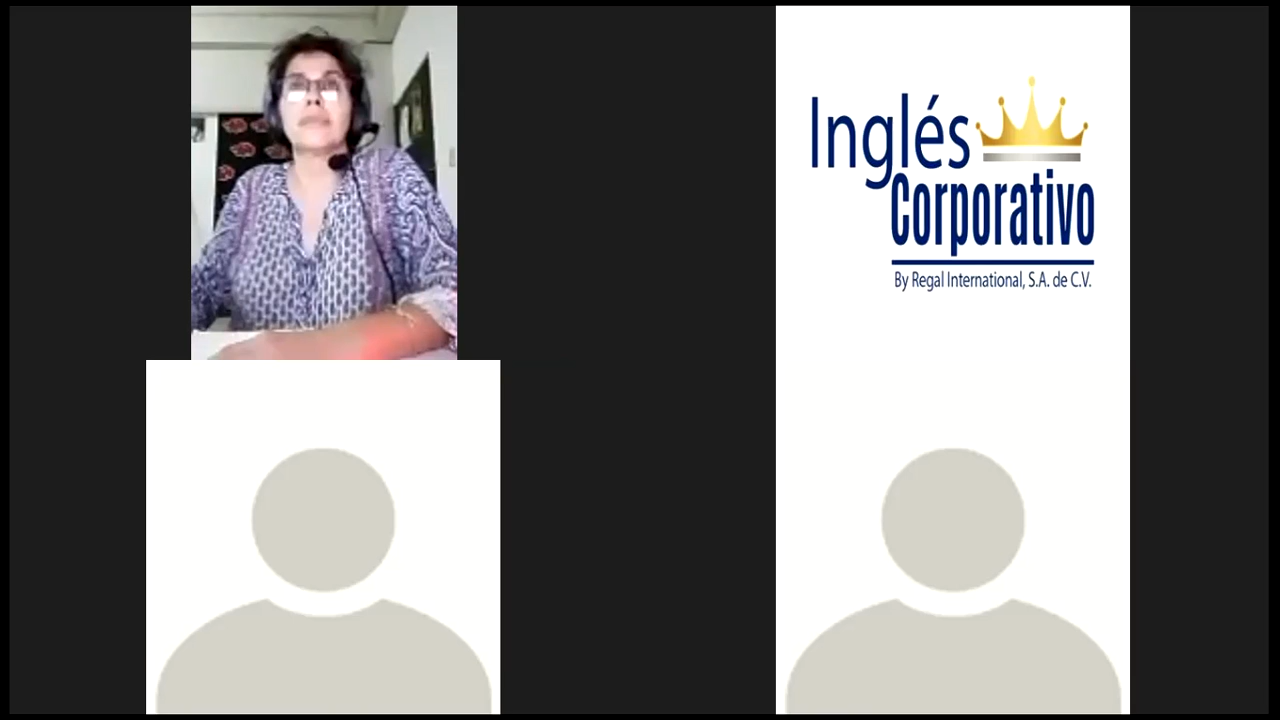 Inglés
Corporativo
By Regal International, S.A. de C.V.